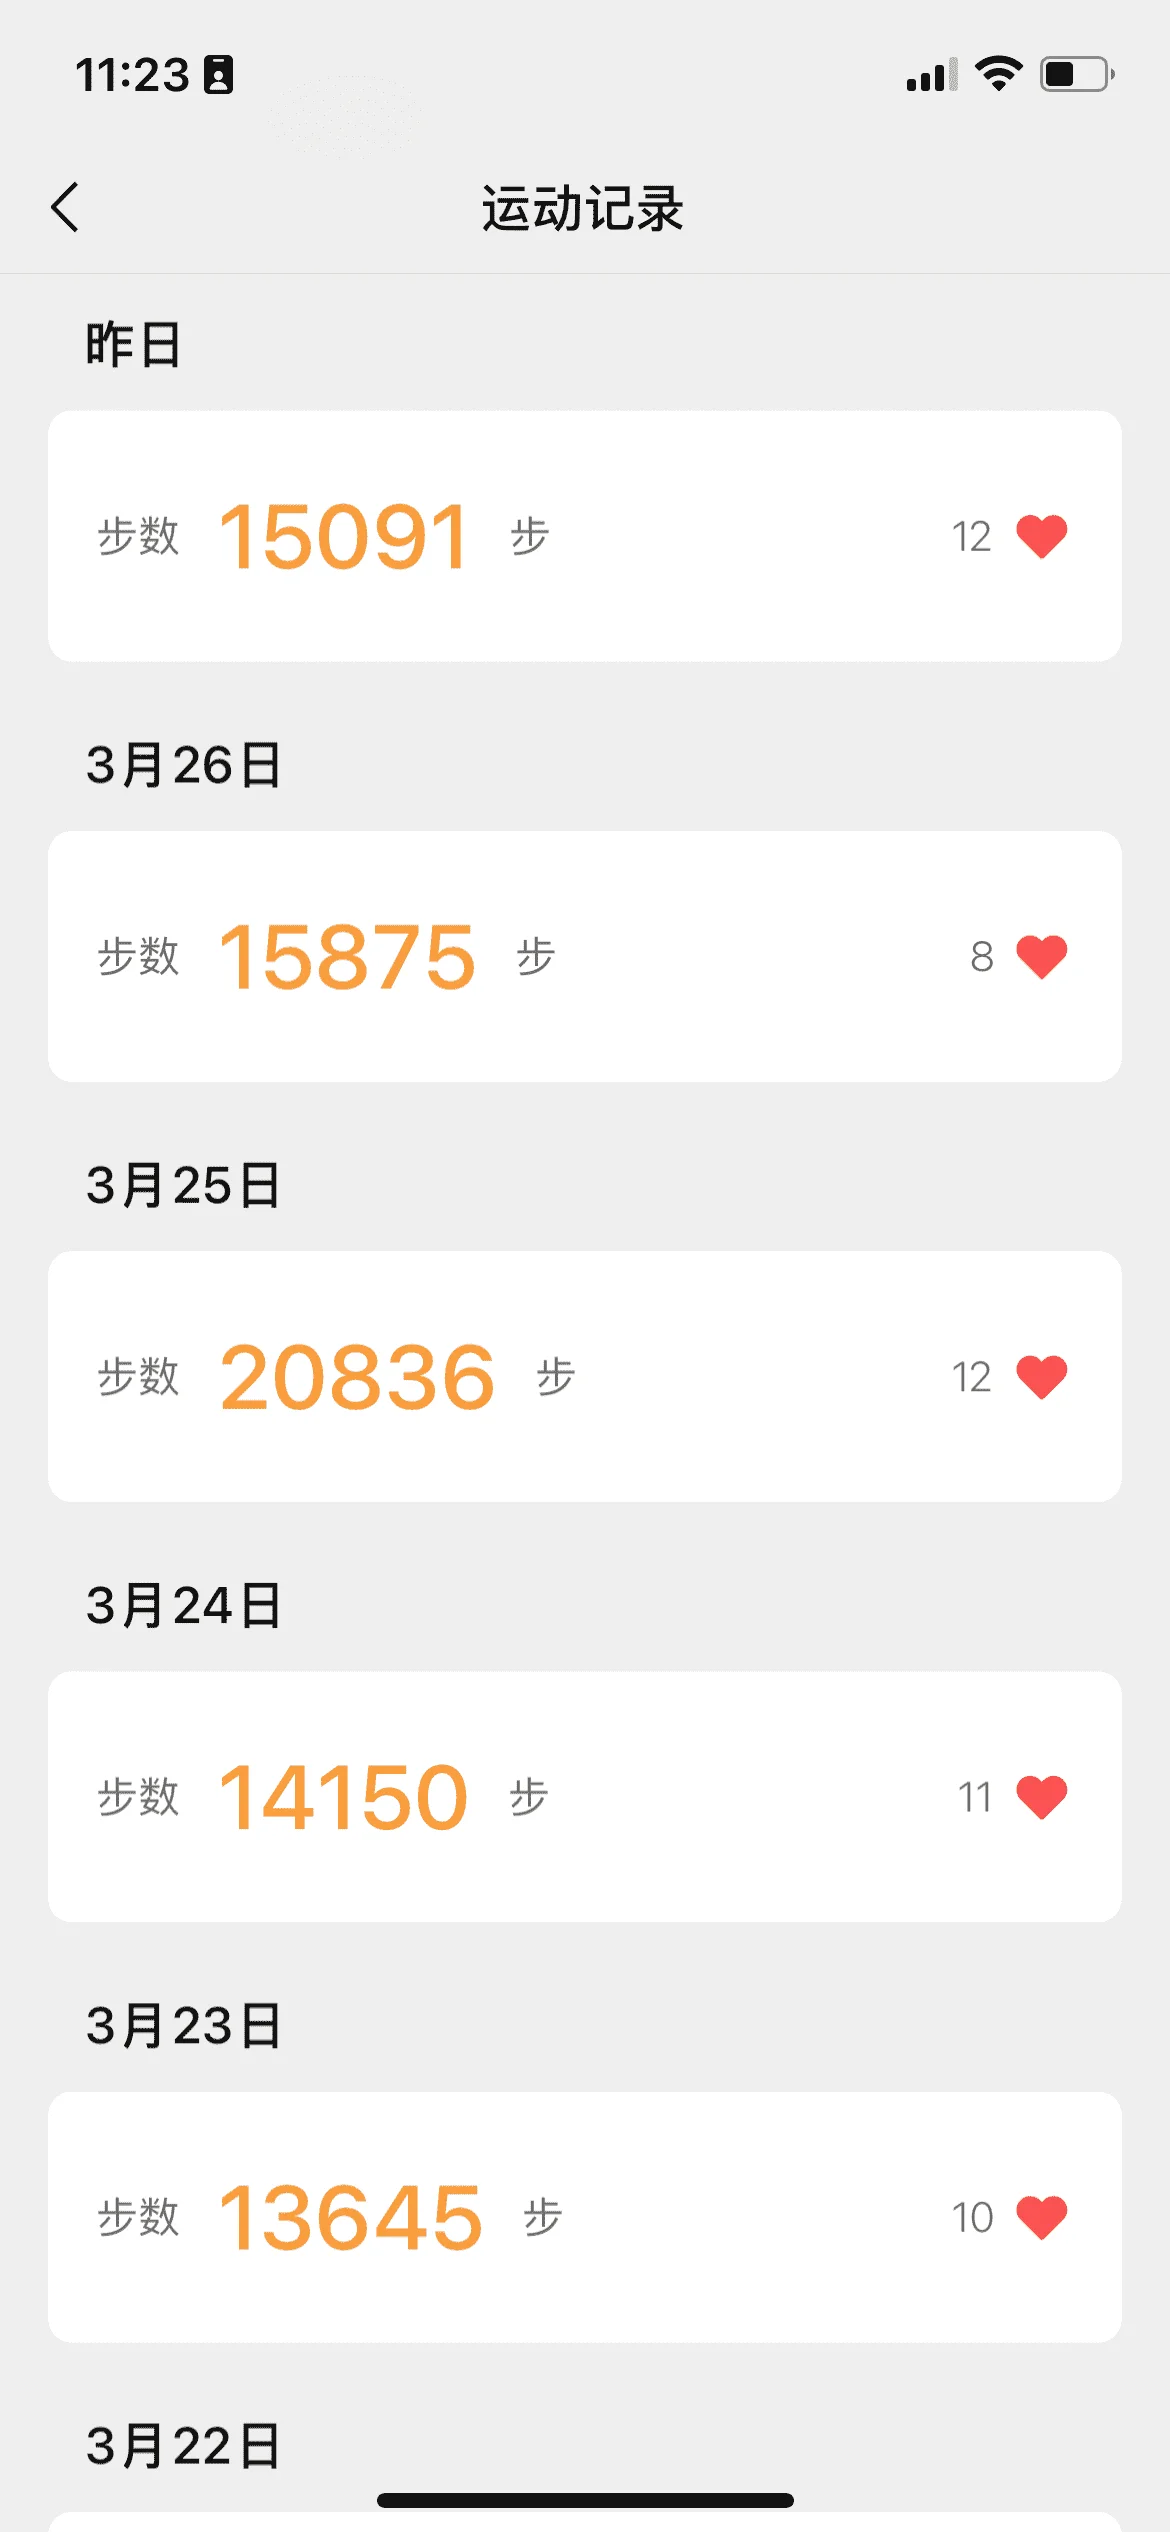 11:23
运动记录
昨日
步数 15091 步 12
3月26日
步数 15875 步 8
3月25日
步数 20836 步 12
3月24日
步数 14150 步 11
3月23日
步数 13645 步 10
3月22日